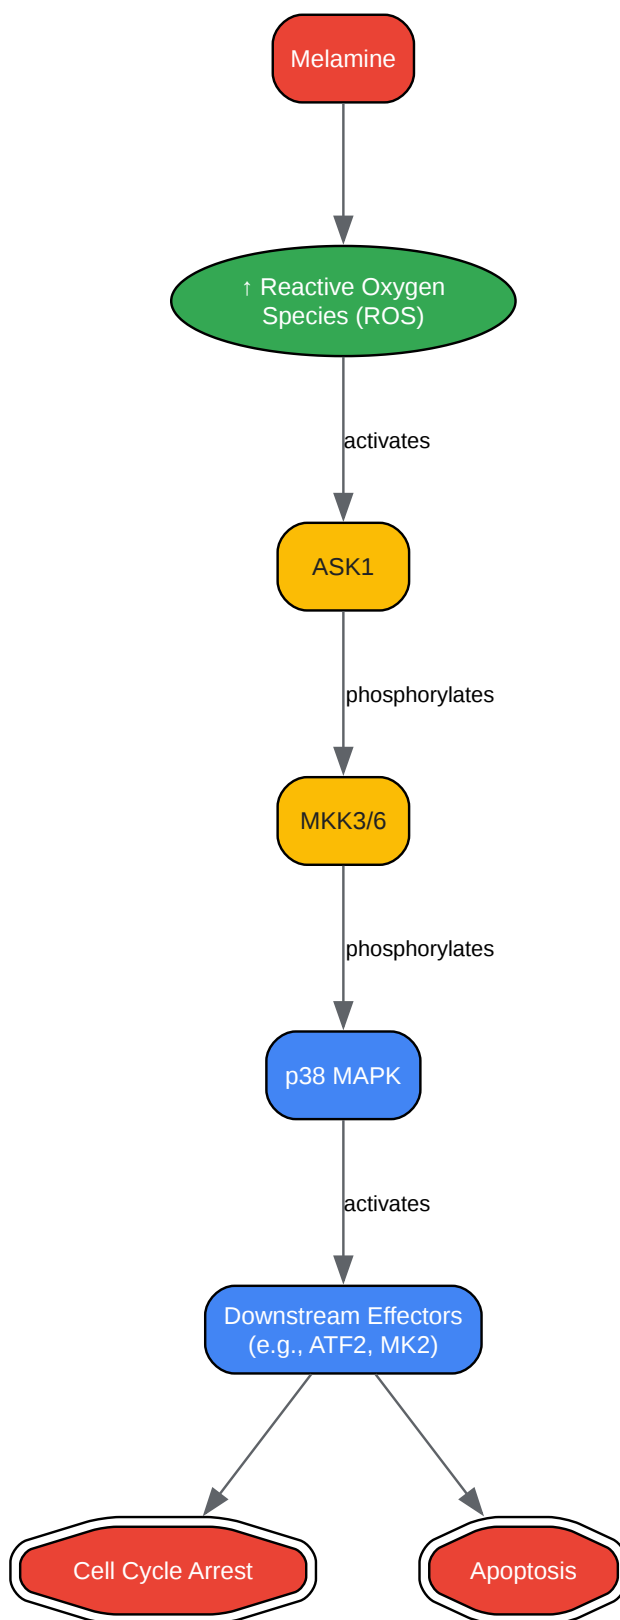 Melamine
↑ Reactive Oxygen
Species (ROS)
activates
ASK1
phosphorylates
MKK3/6
phosphorylates
p38 MAPK
activates
Downstream Effectors
(e.g., ATF2, MK2)
Cell Cycle Arrest
Apoptosis